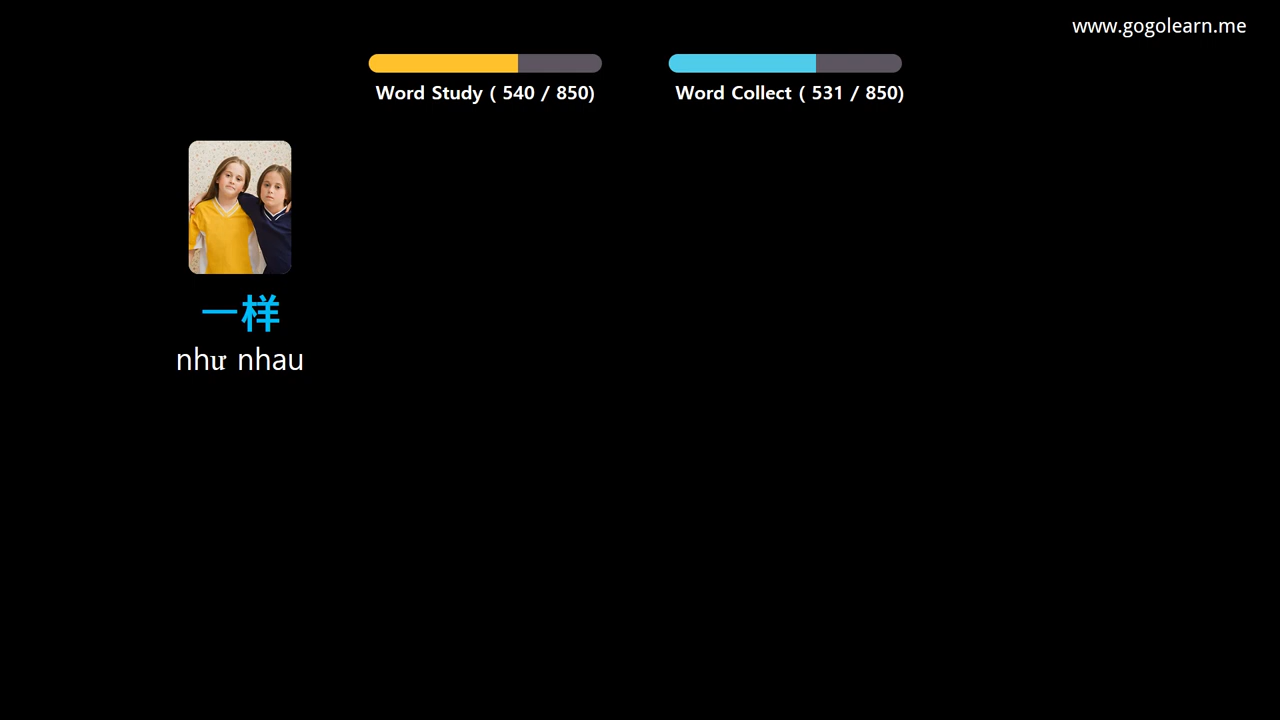 www.gogolearn.me
Word Study ( 540 / 850)
Word Collect ( 531 / 850)
一样
như nhau